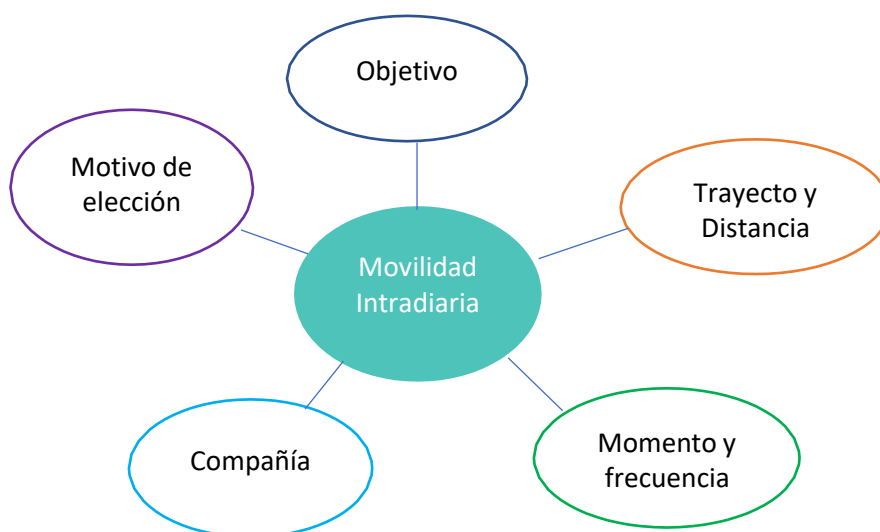 Objetivo
Motivo de
elección
Trayecto y
Distancia
Movilidad
Intradiaria
Compañía
Momento y
frecuencia